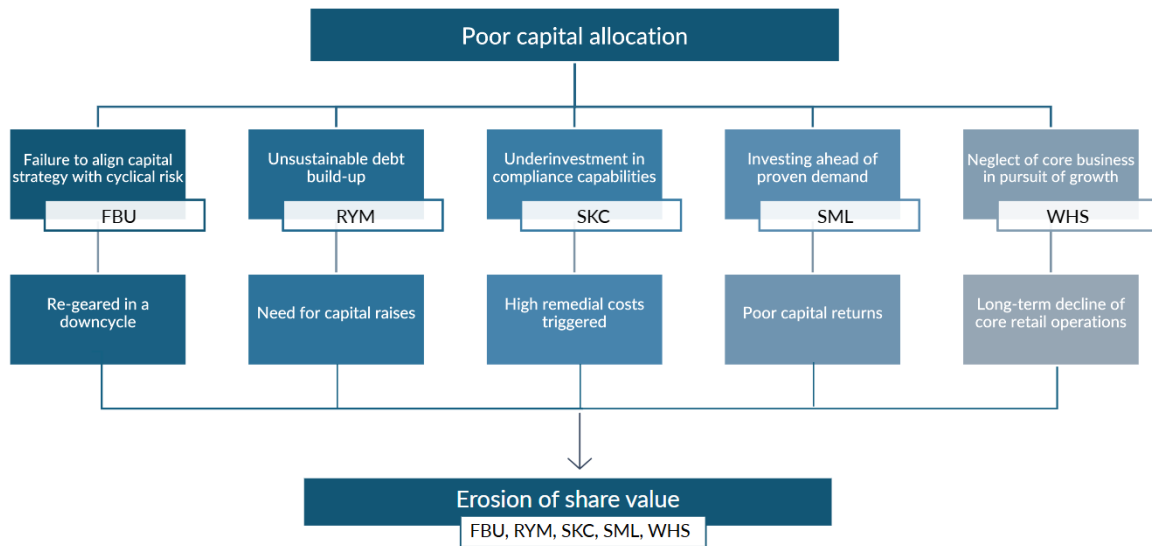 Poor capital allocation
Failure to align capital
strategy with cyclical risk
FBU
Unsustainable debt
build-up
RYM
Underinvestment in
compliance capabilities
SKC
Investing ahead of
proven demand
SML
Neglect of core business
in pursuit of growth
WHS
Re-geared in a
downcycle
Need for capital raises
High remedial costs
triggered
Poor capital returns
Long-term decline of
core retail operations
Erosion of share value
FBU, RYM, SKC, SML, WHS